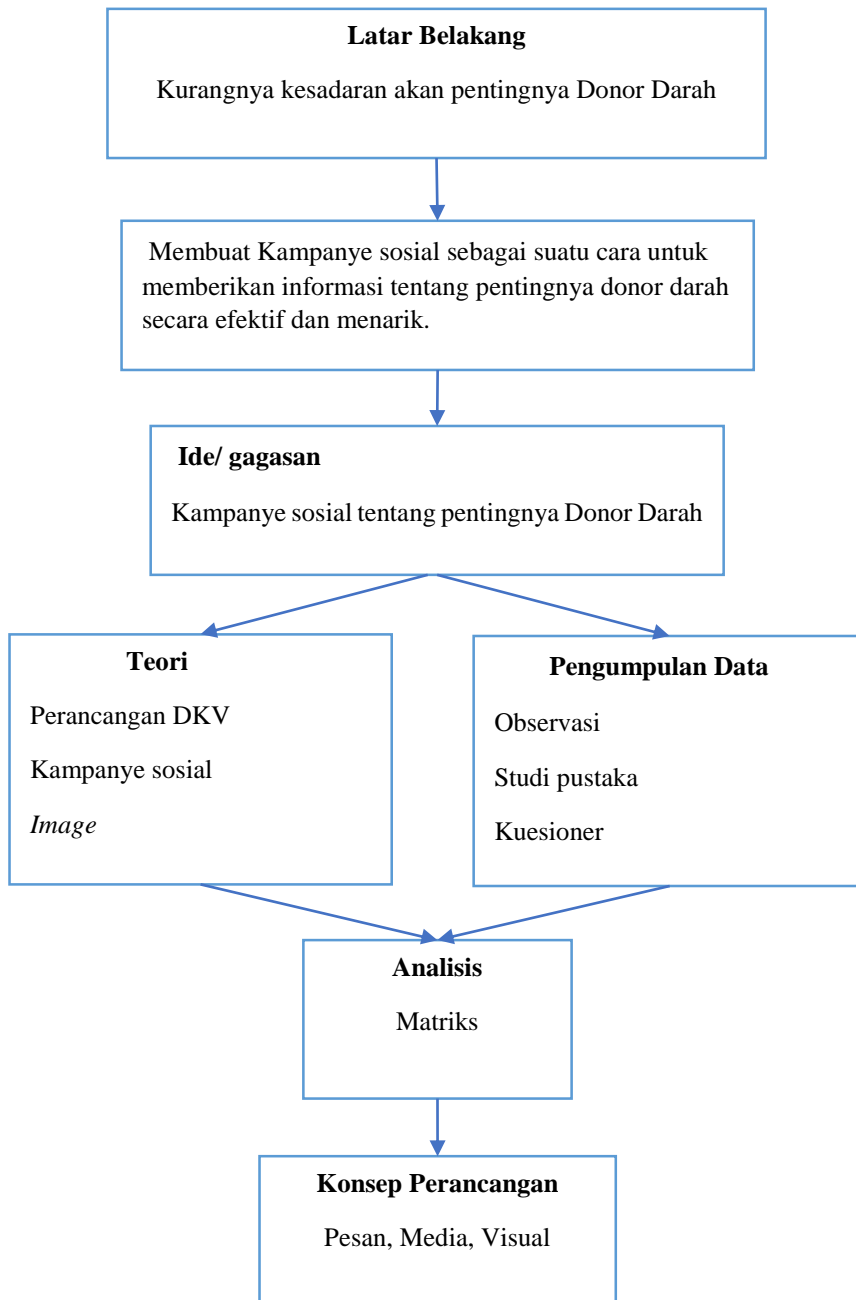 Latar Belakang
Kurangnya kesadaran akan pentingnya Donor Darah
Membuat Kampanye sosial sebagai suatu cara untuk
memberikan informasi tentang pentingnya donor darah
secara efektif dan menarik.
Ide/ gagasan
Kampanye sosial tentang pentingnya Donor Darah
Teori
Perancangan DKV
Kampanye sosial
Image
Pengumpulan Data
Observasi
Studi pustaka
Kuesioner
Analisis
Matriks
Konsep Perancangan
Pesan, Media, Visual